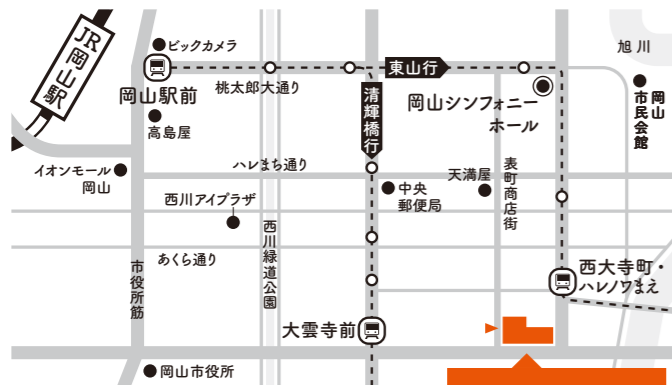 JR岡山駅
ビックカメラ
岡山駅前
高島屋
イオンモール
岡山
桃太郎大通り
東山行
清輝橋行
岡山シンフォニー
ホール
旭川
岡山
市民会館
ハレまち通り
西川アイプラザ
中央
郵便局
天満屋
表町商店街
あくら通り
西川緑道公園
市役所筋
西大寺町・
ハレノワまえ
大雲寺前
岡山市役所